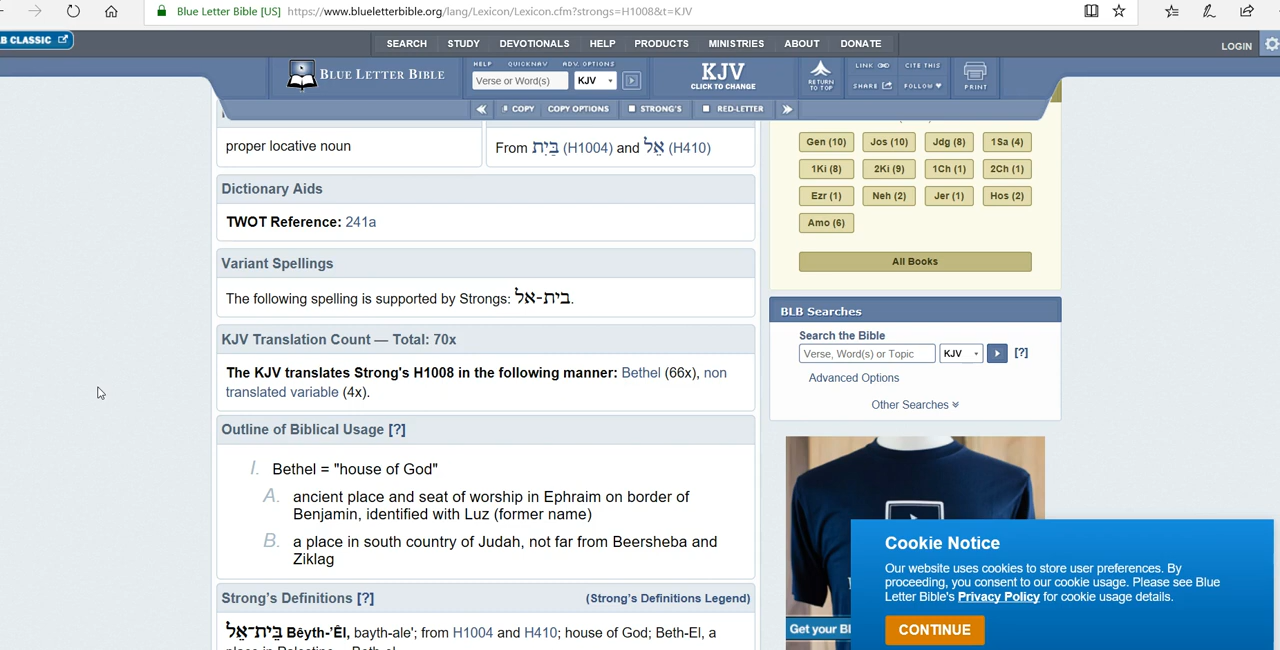 Blue Letter Bible [US] https://www.blueletterbible.org/lang/Lexicon/Lexicon.cfm?strongs=H1008&t=KJV
B CLASSIC
SEARCH STUDY DEVOTIONALS HELP PRODUCTS MINISTRIES ABOUT DONATE
LOGIN
BLUE LETTER BIBLE
HELP QUICKNAV ADV. OPTIONS
Verse or Word(s) KJV
KJV
CLICK TO CHANGE
RETURN
TO TOP
LINK CITE THIS
SHARE FOLLOW
PRINT
COPY COPY OPTIONS STRONG'S RED-LETTER
proper locative noun
From בַּיִת (H1004) and אֵל (H410)
Dictionary Aids
TWOT Reference: 241a
Variant Spellings
The following spelling is supported by Strongs: בית-אל.
KJV Translation Count — Total: 70x
The KJV translates Strong's H1008 in the following manner: Bethel (66x), non
translated variable (4x).
Outline of Biblical Usage [?]
I. Bethel = "house of God"
A. ancient place and seat of worship in Ephraim on border of
Benjamin, identified with Luz (former name)
B. a place in south country of Judah, not far from Beersheba and
Ziklag
Strong's Definitions [?] (Strong's Definitions Legend)
בֵּית־אֵל Bêyth-ʼÊl, bayth-ale'; from H1004 and H410; house of God; Beth-El, a
Gen (10) Jos (10) Jdg (8) 1Sa (4)
1Ki (8) 2Ki (9) 1Ch (1) 2Ch (1)
Ezr (1) Neh (2) Jer (1) Hos (2)
Amo (6)
All Books
BLB Searches
Search the Bible
Verse, Word(s) or Topic KJV [?]
Advanced Options
Other Searches
Get your Bl
Cookie Notice
Our website uses cookies to store user preferences. By
proceeding, you consent to our cookie usage. Please see Blue
Letter Bible's Privacy Policy for cookie usage details.
CONTINUE